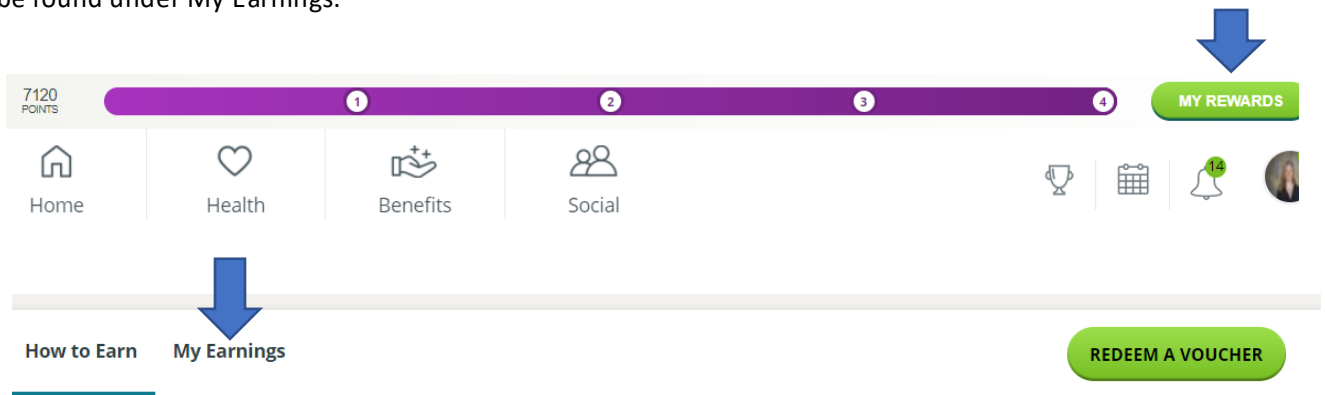 be found under My Earnings.
7120
POINTS
1 2 3 4
MY REWARDS
14
Home Health Benefits Social
How to Earn My Earnings
REDEEM A VOUCHER